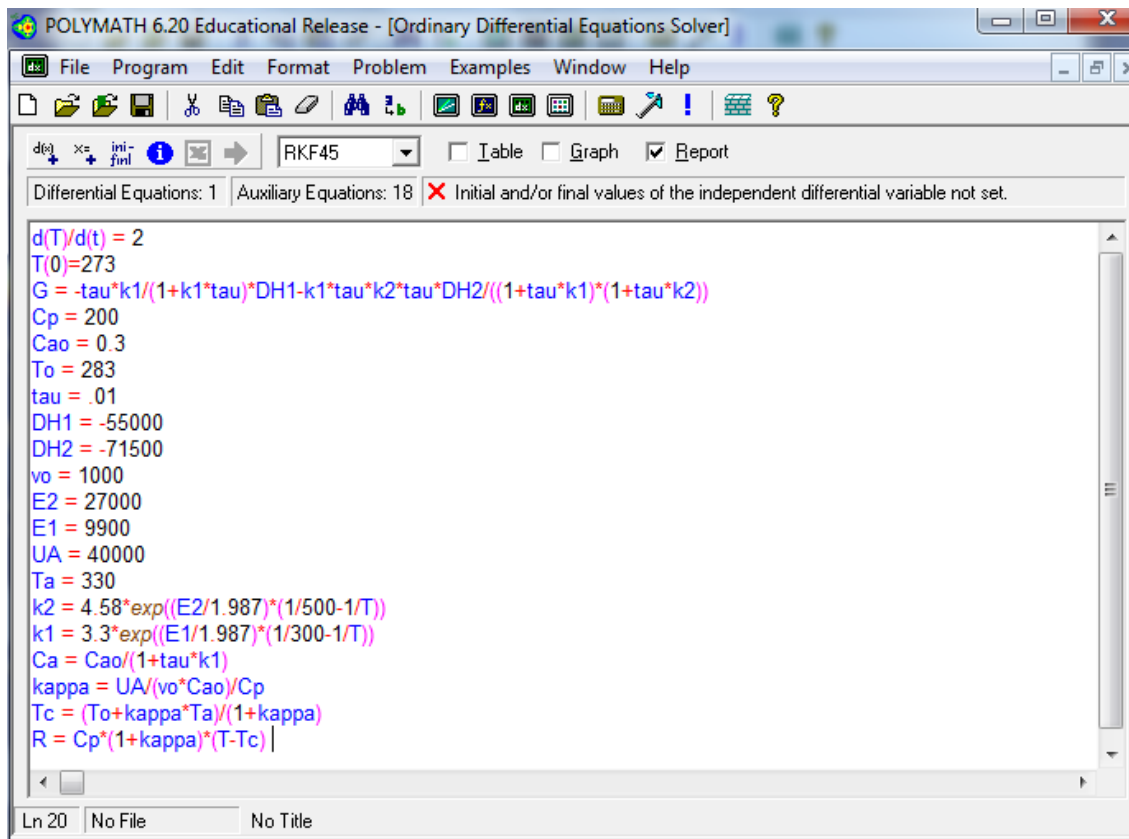 POLYMATH 6.20 Educational Release - [Ordinary Differential Equations Solver]
File Program Edit Format Problem Examples Window Help
d(x) x= ini- finl RKF45 Table Graph Report
Differential Equations: 1 Auxiliary Equations: 18 Initial and/or final values of the independent differential variable not set.
d(T)/d(t) = 2
T(0)=273
G = -tau*k1/(1+k1*tau)*DH1-k1*tau*k2*tau*DH2/((1+tau*k1)*(1+tau*k2))
Cp = 200
Cao = 0.3
To = 283
tau = .01
DH1 = -55000
DH2 = -71500
vo = 1000
E2 = 27000
E1 = 9900
UA = 40000
Ta = 330
k2 = 4.58*exp((E2/1.987)*(1/500-1/T))
k1 = 3.3*exp((E1/1.987)*(1/300-1/T))
Ca = Cao/(1+tau*k1)
kappa = UA/(vo*Cao)/Cp
Tc = (To+kappa*Ta)/(1+kappa)
R = Cp*(1+kappa)*(T-Tc)
Ln 20 No File No Title